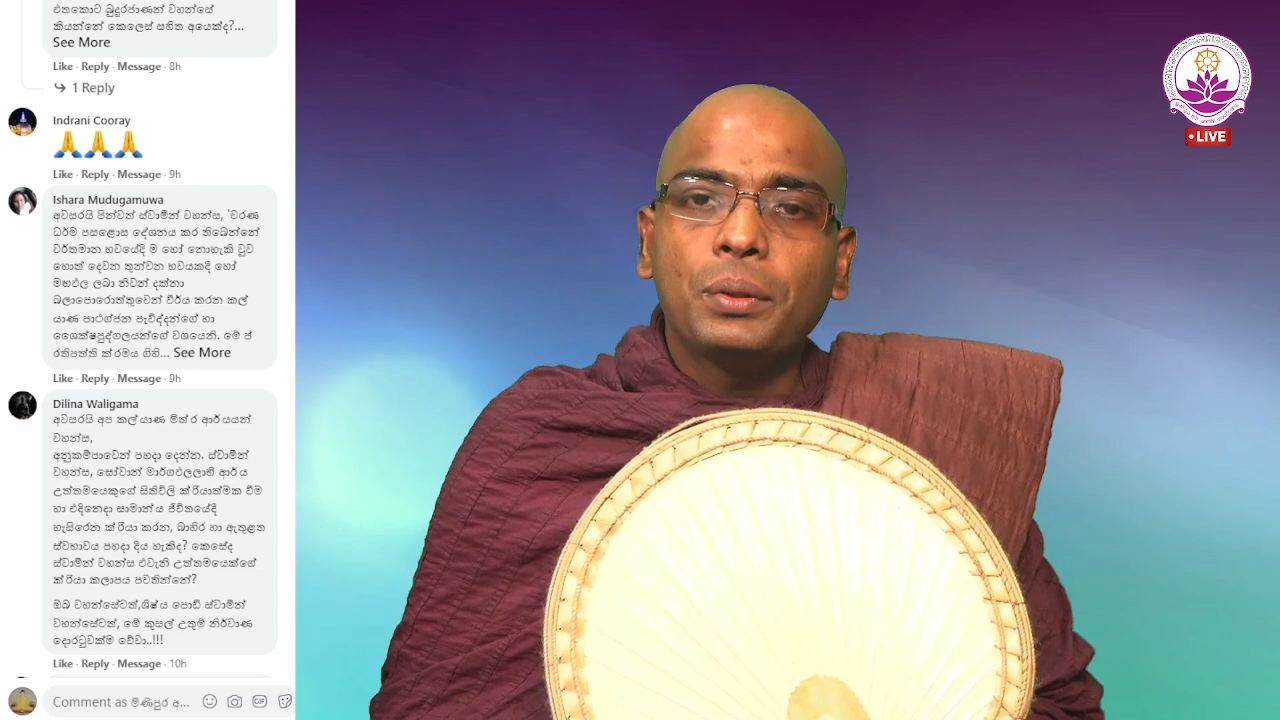 එතකොට බුදුරජාණන් වහන්සේ
කියන්නේ කෙලෙස් සහිත අයෙක්ද?...
See More
Like · Reply · Message · 8h
1 Reply
Indrani Cooray
🙏🙏🙏
Like · Reply · Message · 9h
Ishara Mudugamuwa
අවසරයි පින්වත් ස්වාමීන් වහන්ස, 'චරණ
ධර්ම පසළොස දේශනය කර තිබෙන්නේ
වර්තමාන භවයේදි ම හෝ නොහැකි වුව
හොත් දෙවන තුන්වන භවයකදී හෝ
මඟඵල ලබා නිවන් දක්නා
බලාපොරොත්තුවෙන් වීර්ය කරන කල්
යාණ පෘථග්ජන පැවිද්දන්ගේ හා
ශෛක්ෂපුද්ගලයන්ගේ වශයෙනි. මේ ප්
රතිපත්ති ක්රමය ගිහි... See More
Like · Reply · Message · 9h
Dilina Waligama
අවසරයි අප කල්යාණ මිත්ර ආර්යයන්
වහන්ස,
අනුකම්පාවෙන් පහදා දෙන්න. ස්වාමීන්
වහන්ස, සෝවාන් මාර්ගඵලලාභී ආර්ය
උත්තමයෙකුගේ සිතිවිලි ක්රියාත්මක වීම
හා එදිනෙදා සාමාන්ය ජීවිතයේදී
හැසිරෙන ක්රියා කරන, බාහිර හා ඇතුළත
ස්වභාවය පහදා දිය හැකිද? කෙසේද
ස්වාමීන් වහන්ස එවැනි උත්තමයෙක්ගේ
ක්රියා කලාපය පවතින්නේ?
ඔබ වහන්සේටත්,ශිෂ්ය පොඩි ස්වාමීන්
වහන්සේටත්, මේ කුසල් උතුම් නිර්වාණ
දොරටුවක්ම වේවා..!!!
Like · Reply · Message · 10h
Comment as මිණිපුර අ...
GIF
LIVE